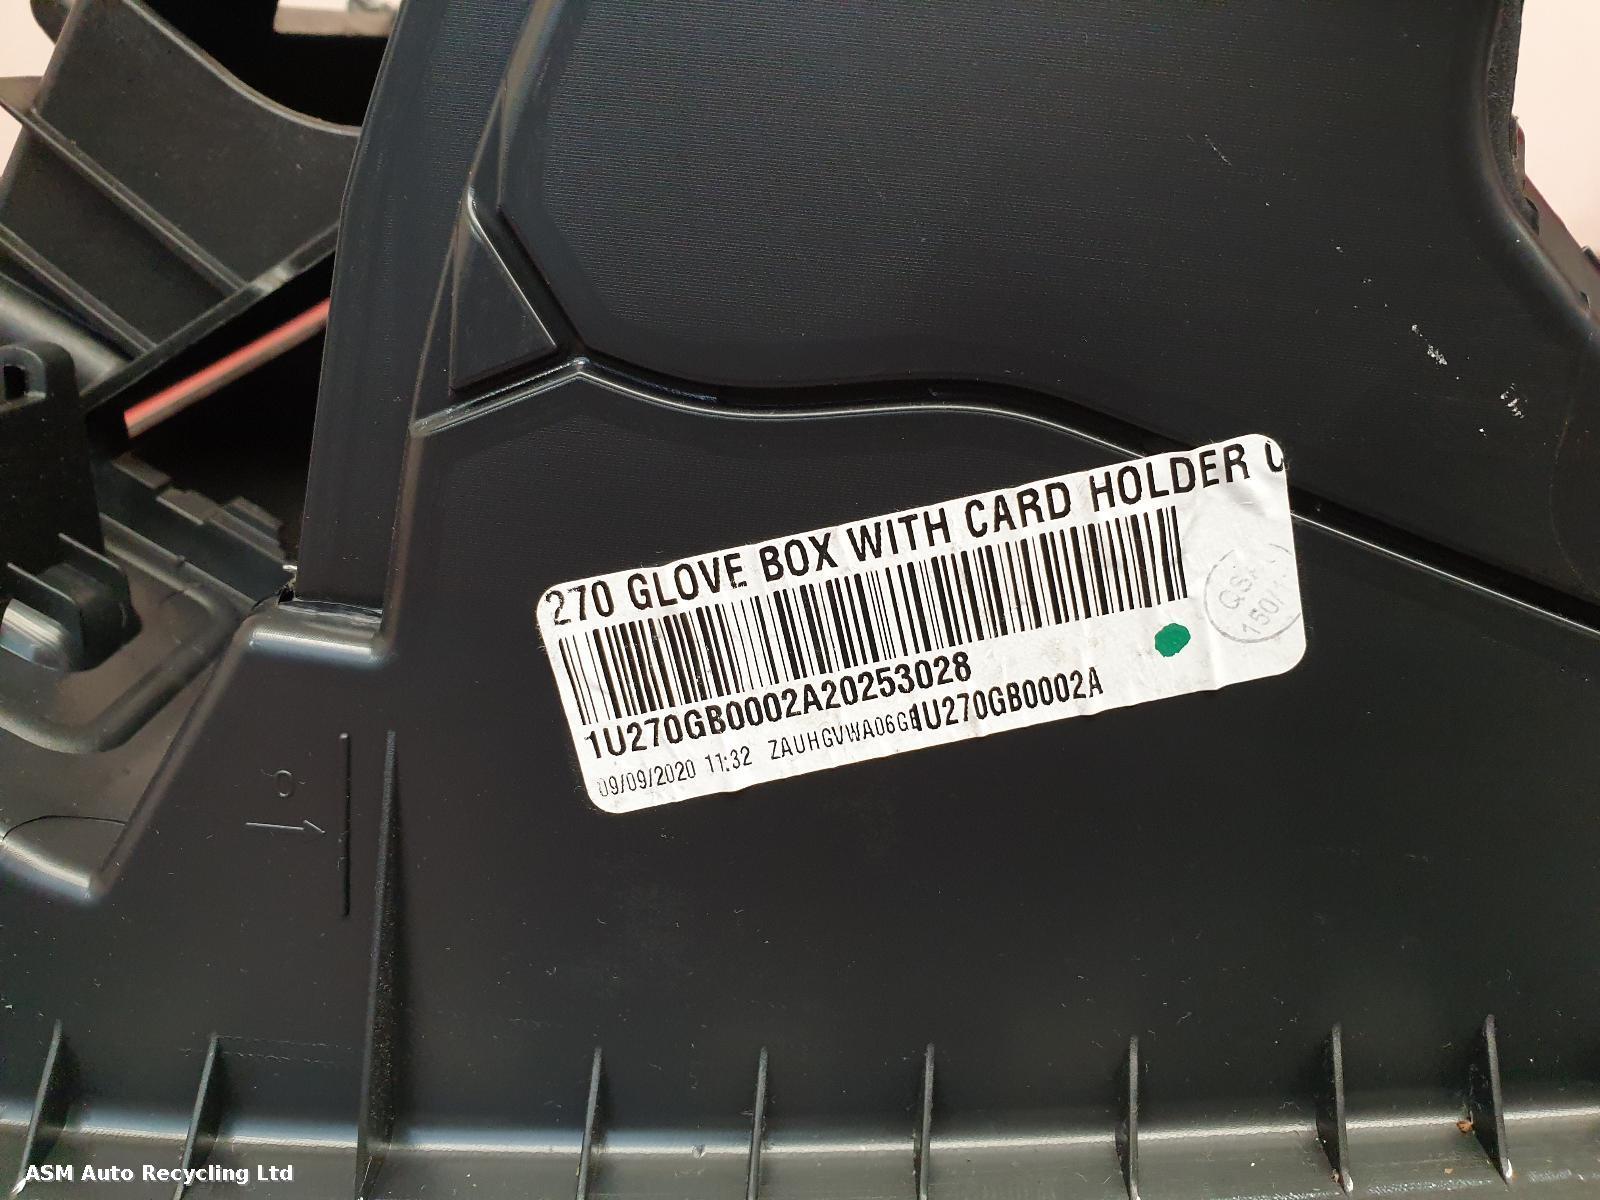 270 GLOVE BOX WITH CARD HOLDER
1U270GB0002A20253028
1U270GB0002A
09/09/2020 11:32
ASM Auto Recycling Ltd